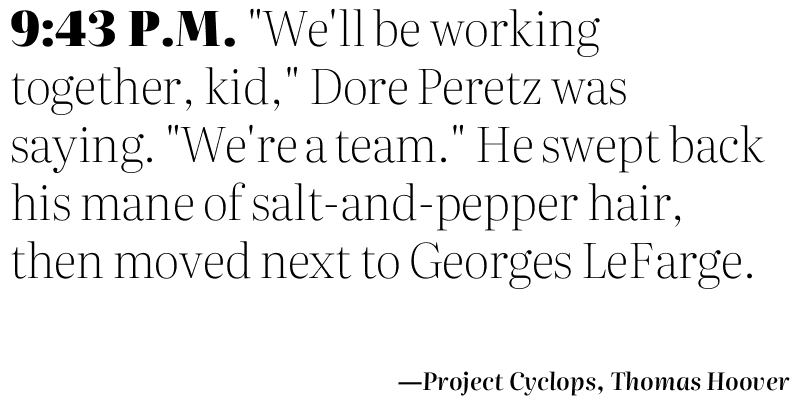 9:43 P.M. "We'll be working
together, kid," Dore Peretz was
saying. "We're a team." He swept back
his mane of salt-and-pepper hair,
then moved next to Georges LeFarge.
—Project Cyclops, Thomas Hoover